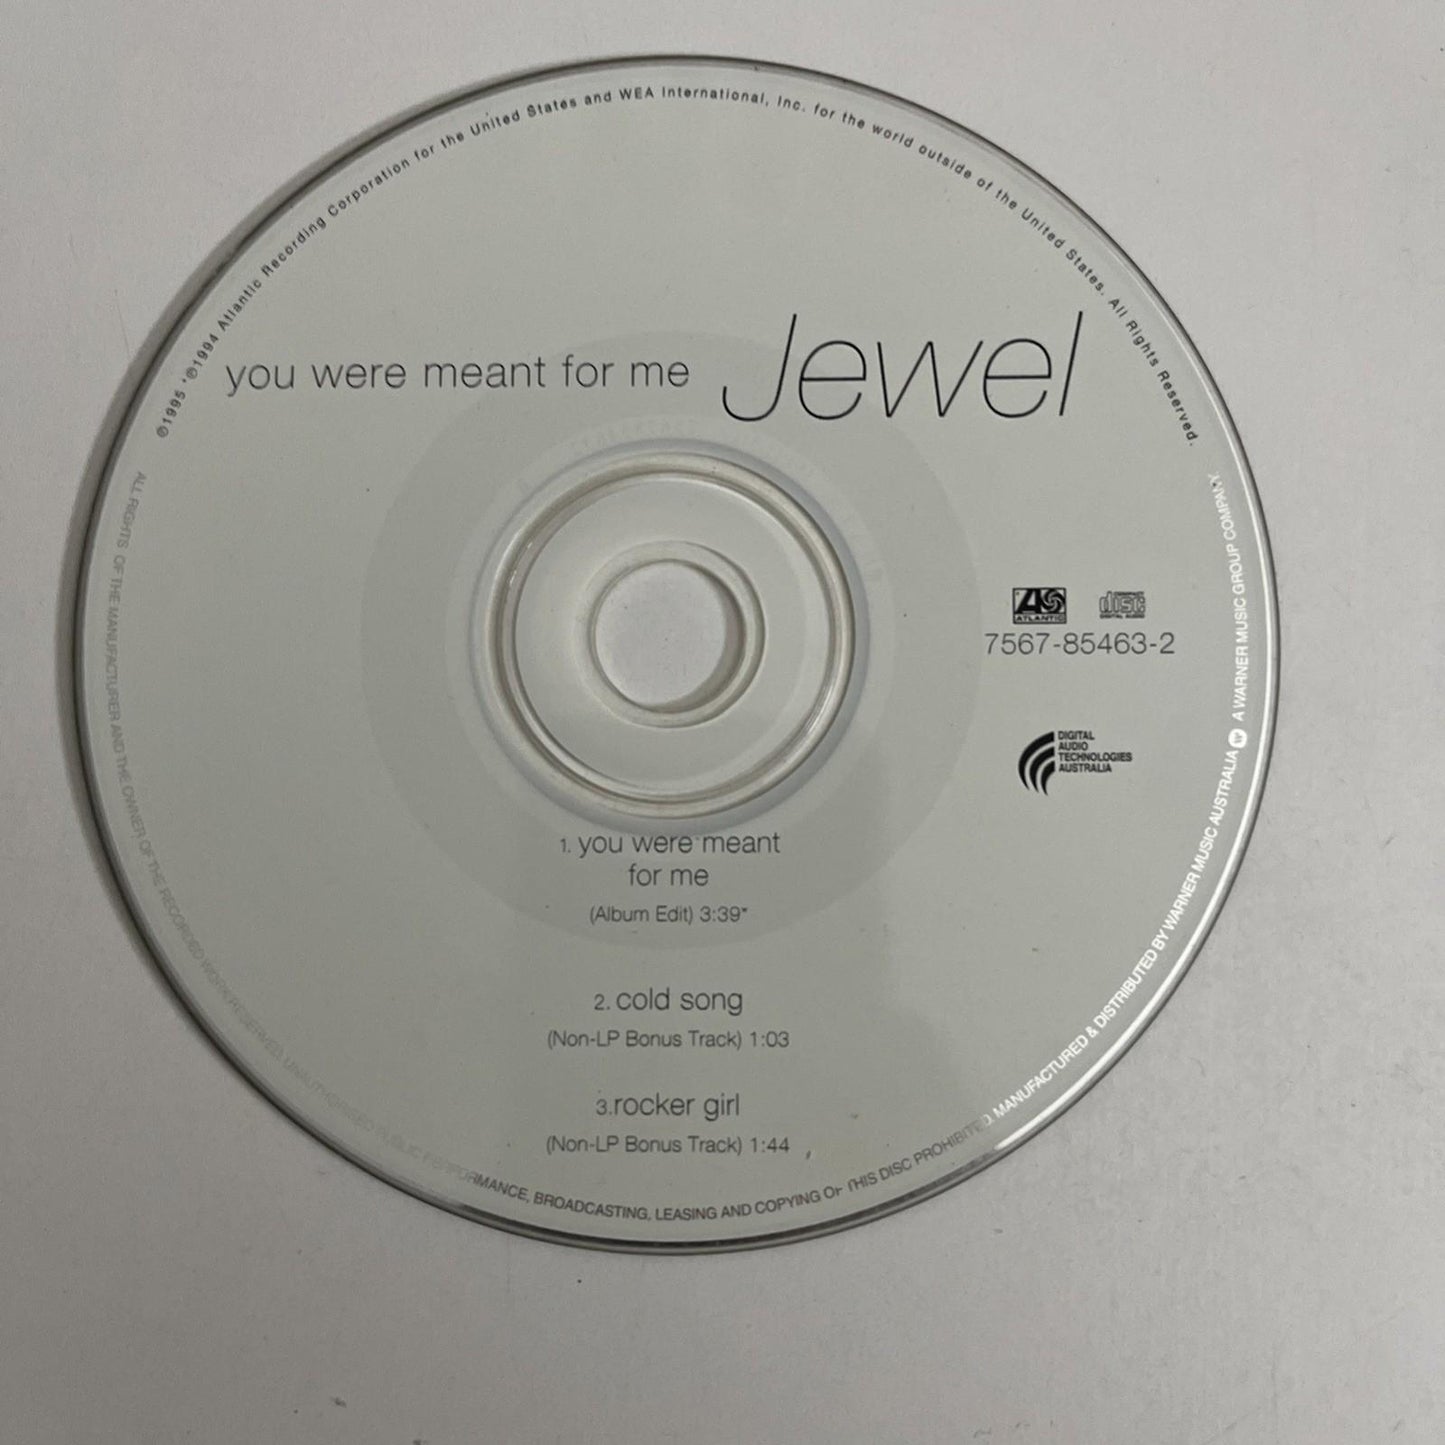 ©1995 • ℗1994 Atlantic Recording Corporation for the United States and WEA International, Inc. for the world outside of the United States. All Rights Reserved.
you were meant for me Jewel
ATLANTIC
COMPACT
disc
DIGITAL AUDIO
7567-85463-2
DIGITAL
AUDIO
TECHNOLOGIES
AUSTRALIA
1. you were meant
for me
(Album Edit) 3:39*
2. cold song
(Non-LP Bonus Track) 1:03
3.rocker girl
(Non-LP Bonus Track) 1:44
ALL RIGHTS OF THE MANUFACTURER AND THE OWNER OF THE RECORDED WORK RESERVED. UNAUTHORISED PUBLIC PERFORMANCE, BROADCASTING, LEASING AND COPYING OF THIS DISC PROHIBITED. MANUFACTURED & DISTRIBUTED BY WARNER MUSIC AUSTRALIA W A WARNER MUSIC GROUP COMPANY.